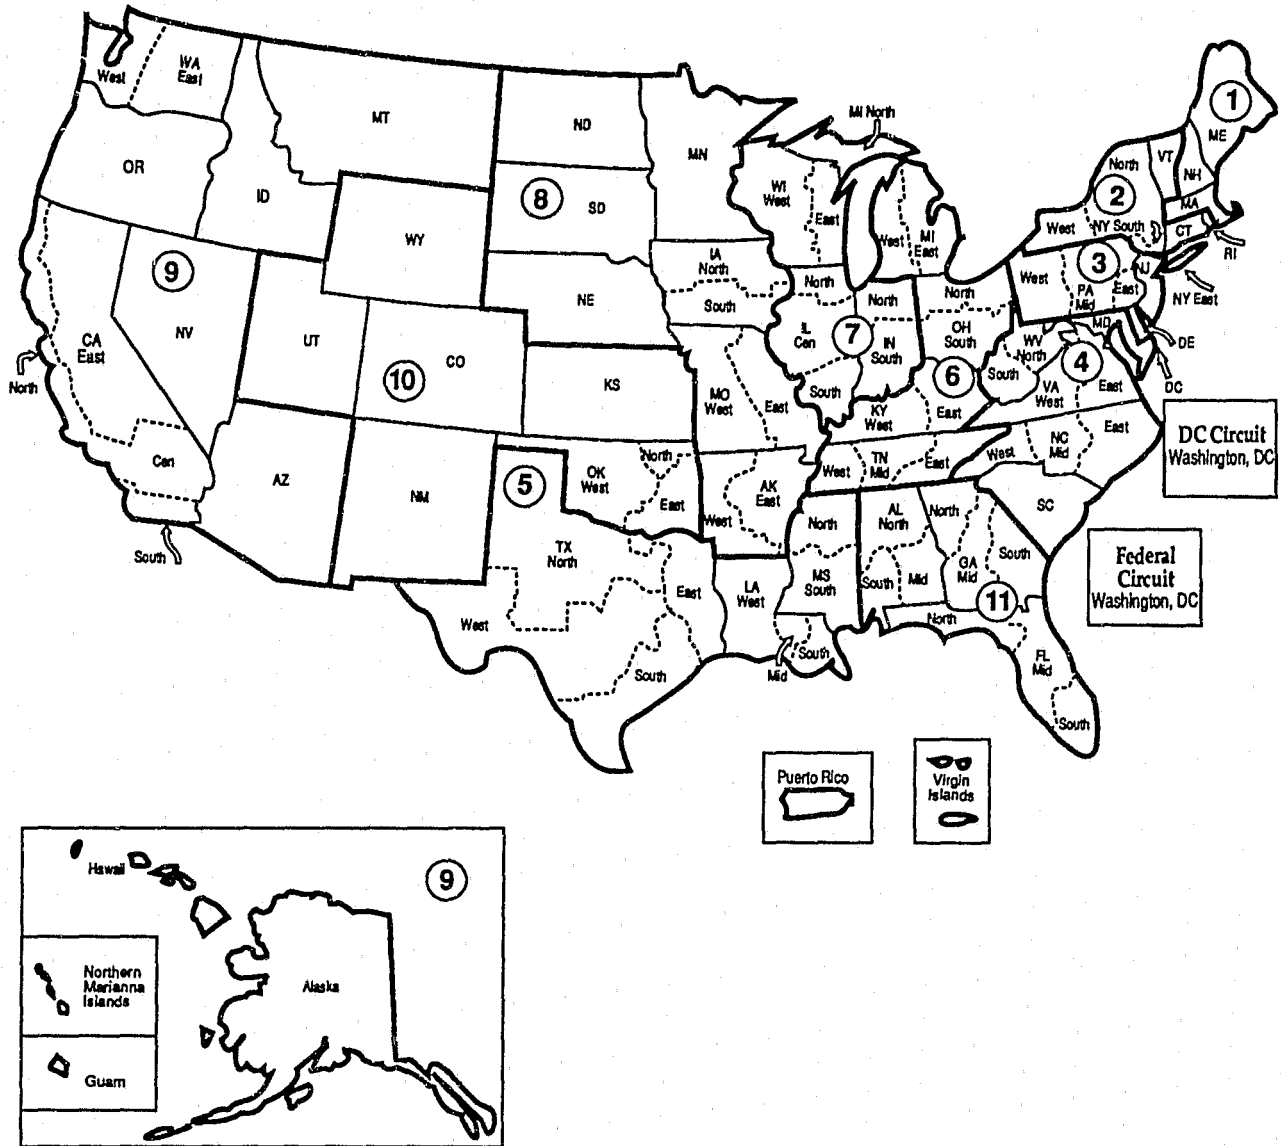 WA
East
West
MT
ND
MN
MI North
1
ME
OR
ID
8
SD
WI
West
East
West
MI
East
North
VT
NH
2
MA
West
NY South
CT
RI
9
WY
IA
North
South
North
3
West
PA
Mid
East
NJ
NY East
NE
North
North
IL
Cen
7
IN
South
OH
South
MD
DE
WV
North
4
DC
CA
East
NV
UT
CO
10
KS
North
MO
West
East
South
6
South
VA
West
East
KY
West
East
DC Circuit
Washington, DC
Cen
AZ
NM
5
OK
West
North
East
AK
East
West
West
TN
Mid
East
West
NC
Mid
East
SC
South
TX
North
East
West
South
LA
West
North
MS
South
AL
North
South
Mid
North
GA
Mid
South
11
Federal
Circuit
Washington, DC
Mid
South
North
FL
Mid
South
Puerto Rico
Virgin
Islands
Hawaii
9
Northern
Marianna
Islands
Alaska
Guam